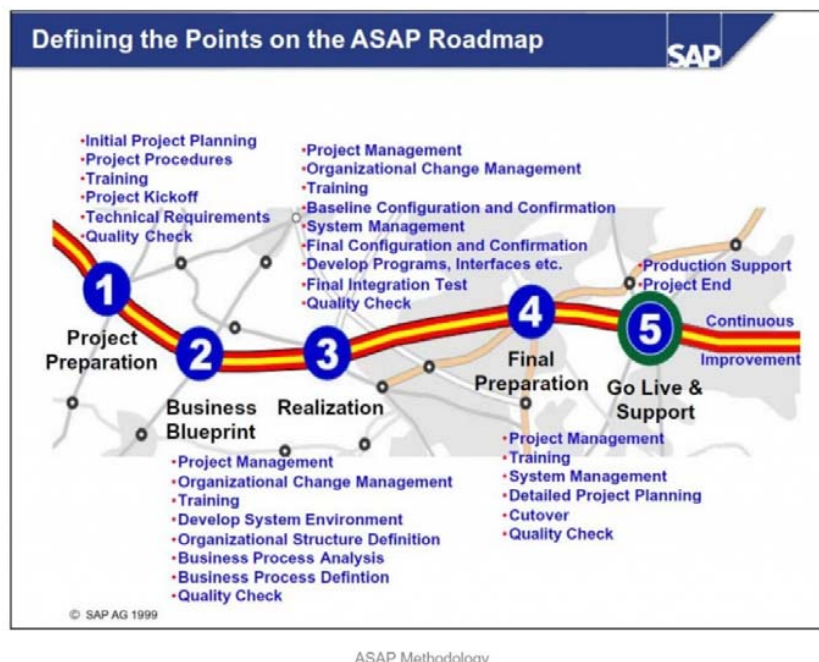 Defining the Points on the ASAP Roadmap
SAP
•Initial Project Planning
•Project Procedures
•Training
•Project Kickoff
•Technical Requirements
•Quality Check
•Project Management
•Organizational Change Management
•Training
•Baseline Configuration and Confirmation
•System Management
•Final Configuration and Confirmation
•Develop Programs, Interfaces etc.
•Final Integration Test
•Quality Check
•Production Support
•Project End
1
Project
Preparation
2
Business
Blueprint
3
Realization
4
Final
Preparation
5
Go Live &
Support
Continuous
Improvement
•Project Management
•Organizational Change Management
•Training
•Develop System Environment
•Organizational Structure Definition
•Business Process Analysis
•Business Process Defintion
•Quality Check
•Project Management
•Training
•System Management
•Detailed Project Planning
•Cutover
•Quality Check
© SAP AG 1999
ASAP Methodology